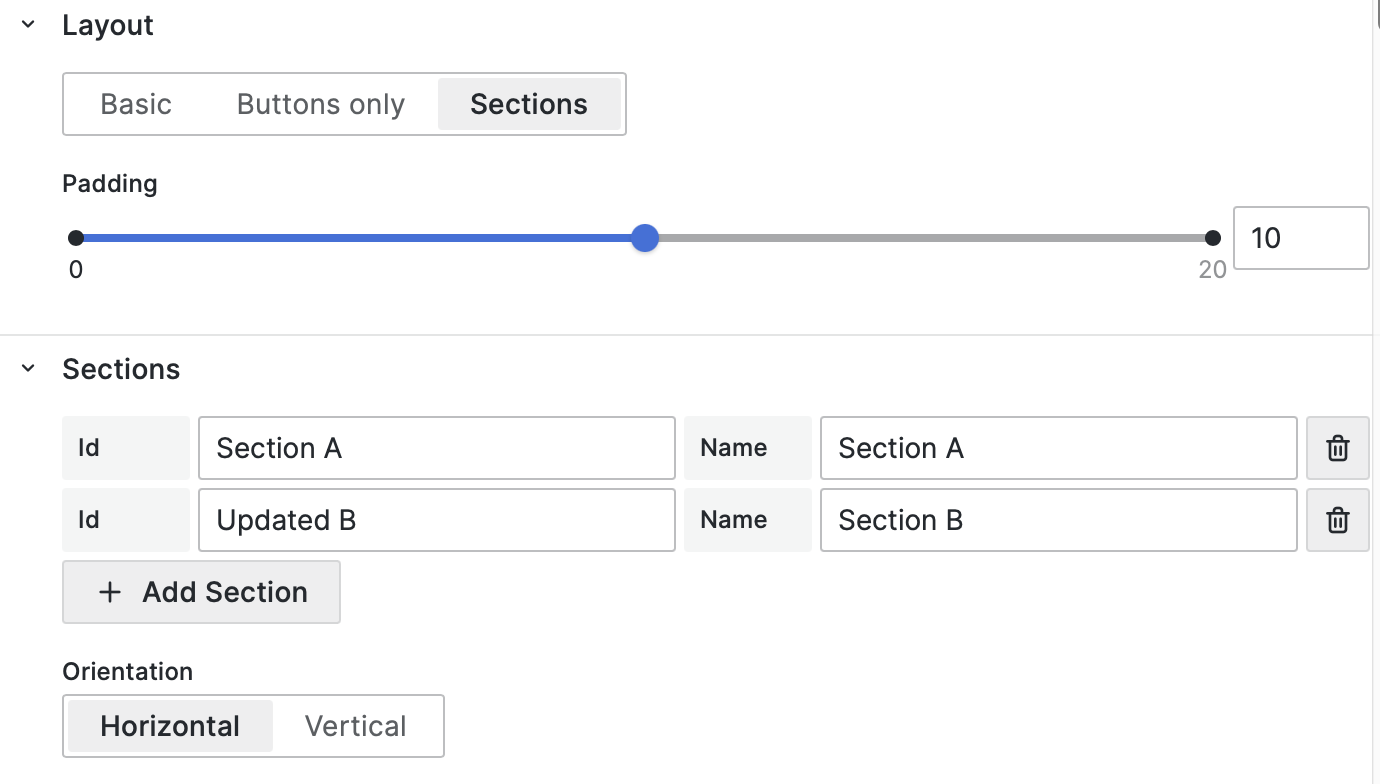 Layout
Basic Buttons only Sections
Padding
10
0 20
Sections
Id Section A Name Section A
Id Updated B Name Section B
+ Add Section
Orientation
Horizontal Vertical